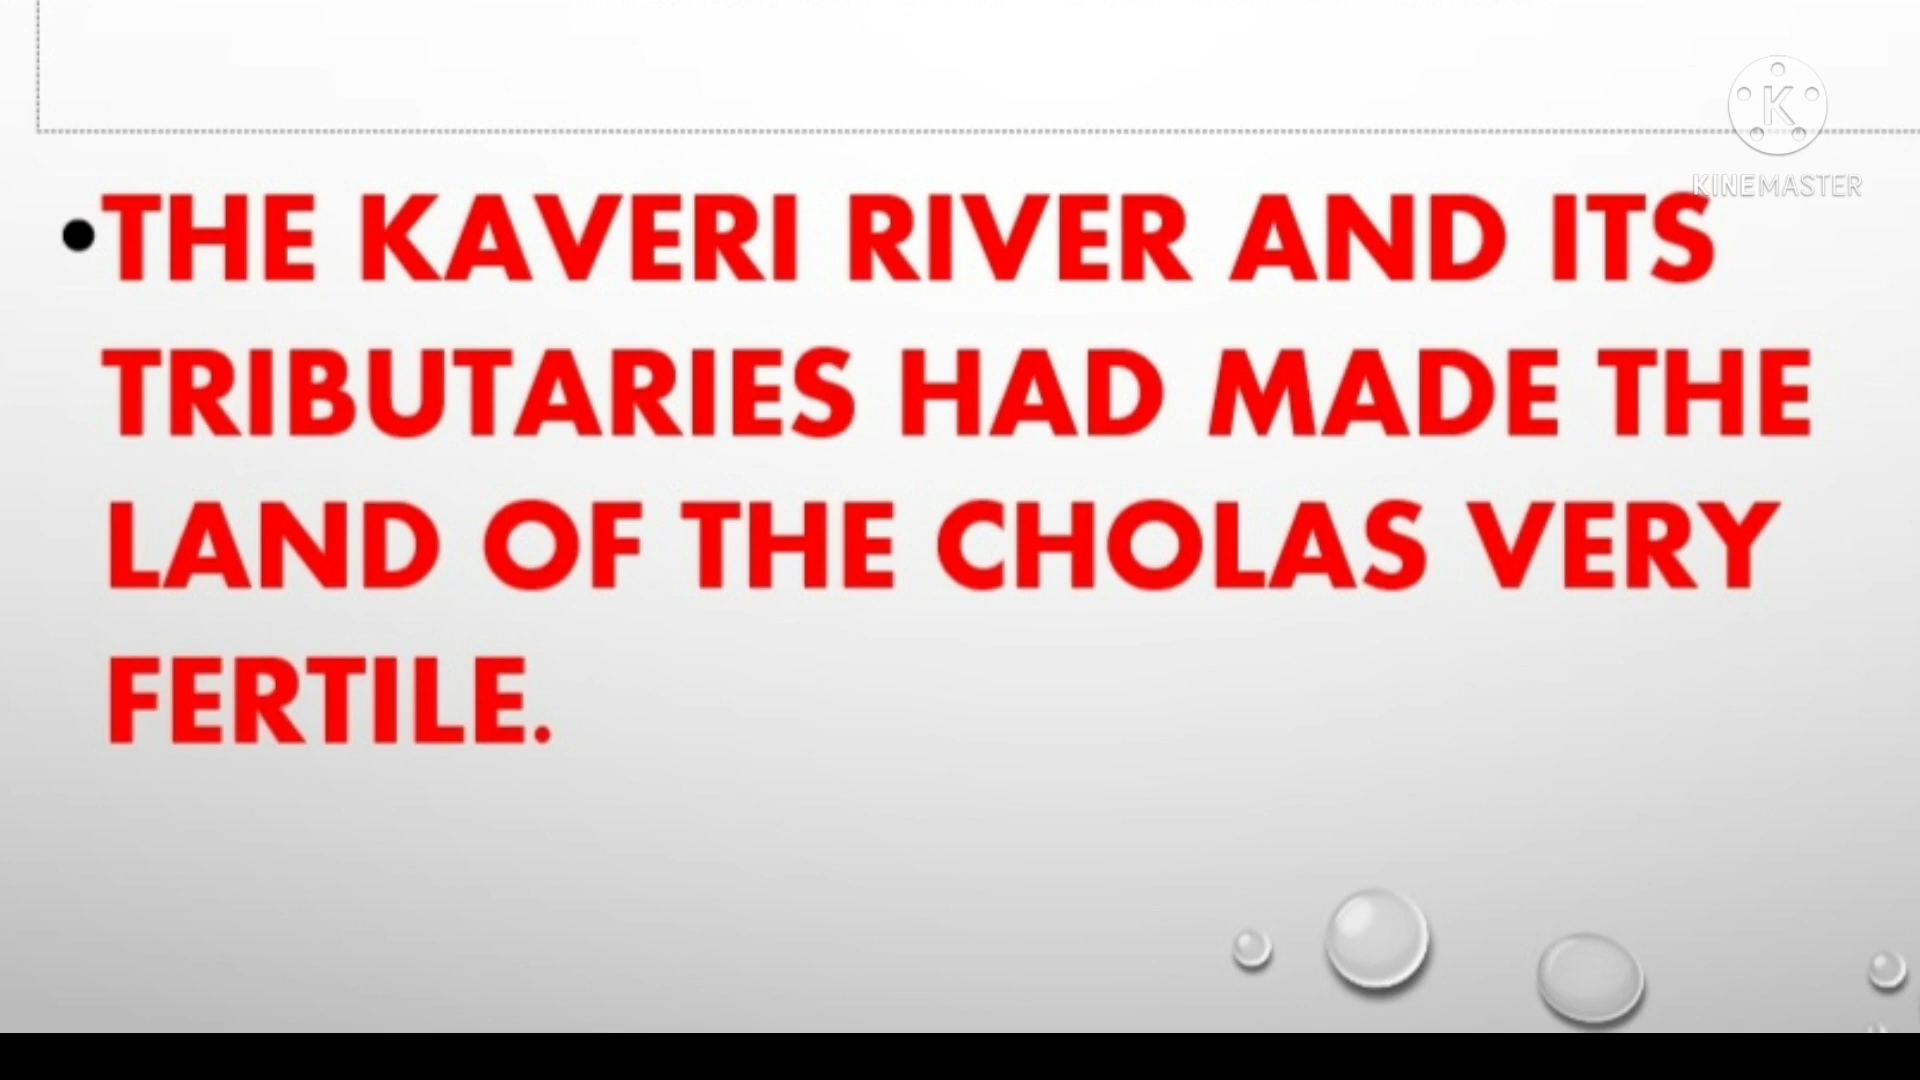 K
KINEMASTER
•THE KAVERI RIVER AND ITS
TRIBUTARIES HAD MADE THE
LAND OF THE CHOLAS VERY
FERTILE.